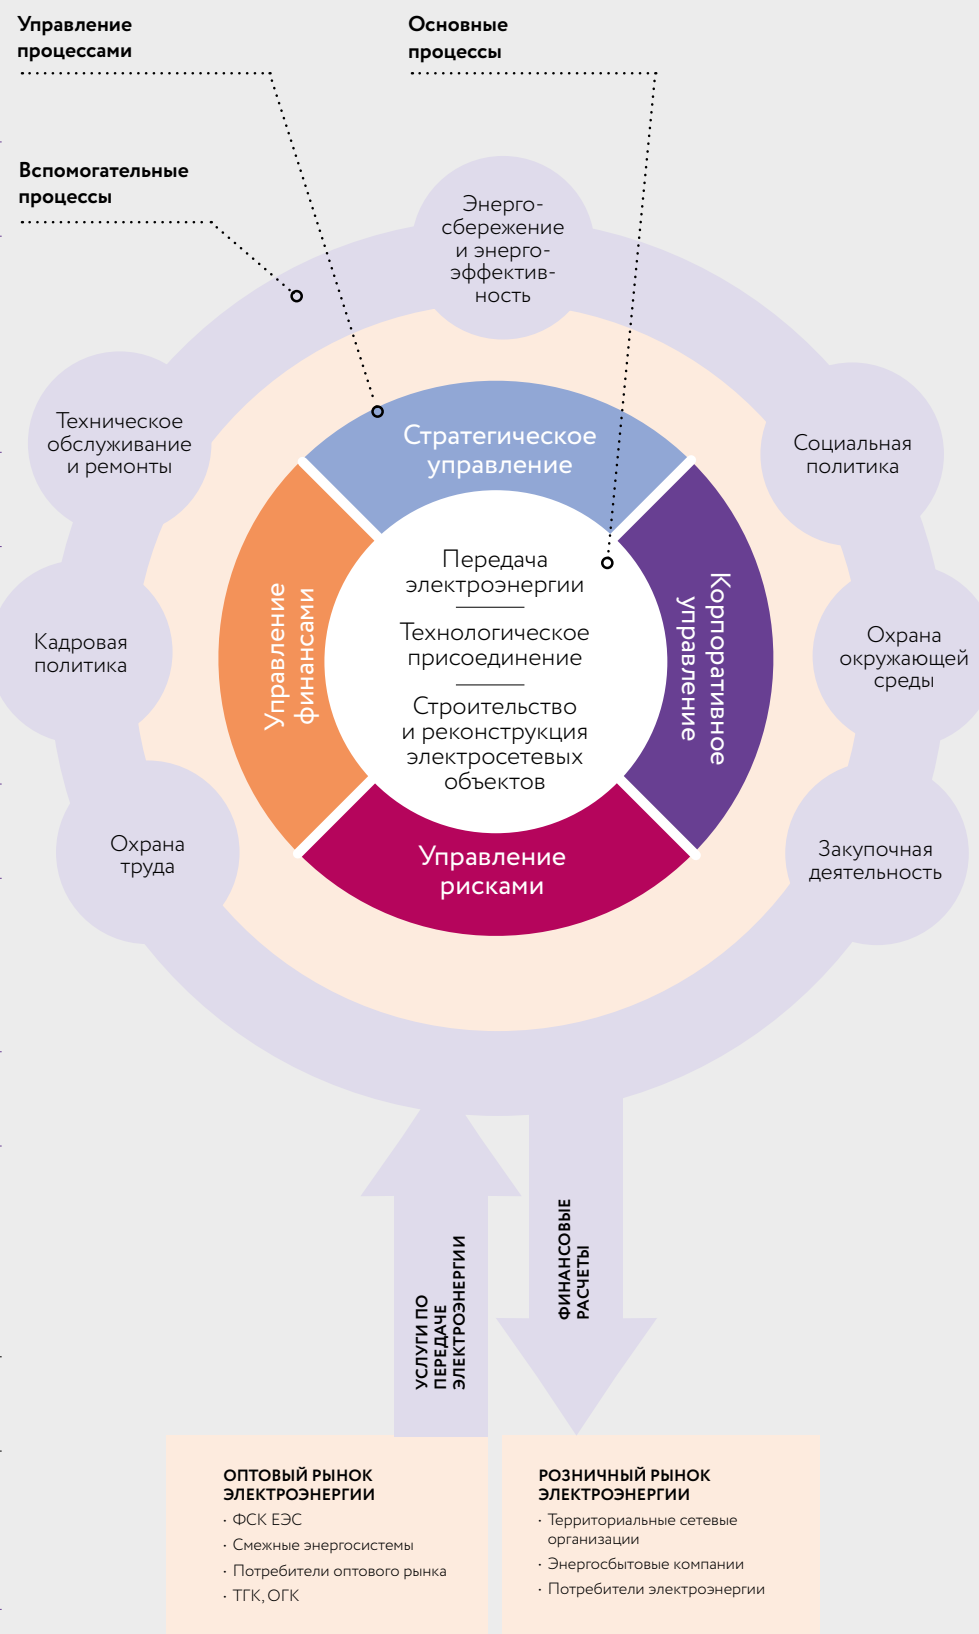 Управление
процессами
Основные
процессы
Вспомогательные
процессы
Энерго-
сбережение
и энерго-
эффектив-
ность
Техническое
обслуживание
и ремонты
Социальная
политика
Кадровая
политика
Охрана
окружающей
среды
Охрана
труда
Закупочная
деятельность
Стратегическое
управление
Управление
финансами
Корпоративное
управление
Управление
рисками
Передача
электроэнергии
Технологическое
присоединение
Строительство
и реконструкция
электросетевых
объектов
УСЛУГИ ПО
ПЕРЕДАЧЕ
ЭЛЕКТРОЭНЕРГИИ
ФИНАНСОВЫЕ
РАСЧЕТЫ
ОПТОВЫЙ РЫНОК
ЭЛЕКТРОЭНЕРГИИ
· ФСК ЕЭС
· Смежные энергосистемы
· Потребители оптового рынка
· ТГК, ОГК
РОЗНИЧНЫЙ РЫНОК
ЭЛЕКТРОЭНЕРГИИ
· Территориальные сетевые
организации
· Энергосбытовые компании
· Потребители электроэнергии